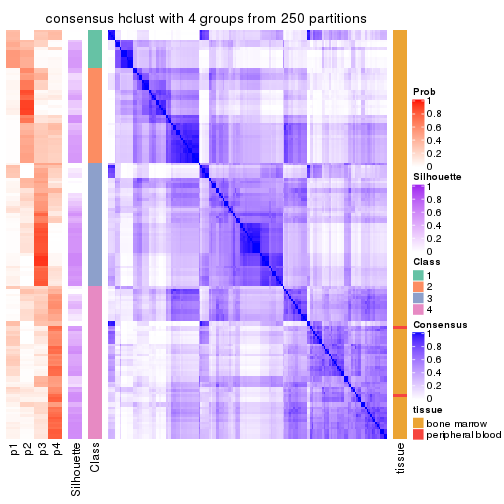 consensus hclust with 4 groups from 250 partitions
Prob
1
0.8
0.6
0.4
0.2
0
Silhouette
1
0.8
0.6
0.4
0.2
0
Class
1
2
3
4
Consensus
1
0.8
0.6
0.4
0.2
0
tissue
bone marrow
peripheral blood
p1
p2
p3
p4
Silhouette
Class
tissue